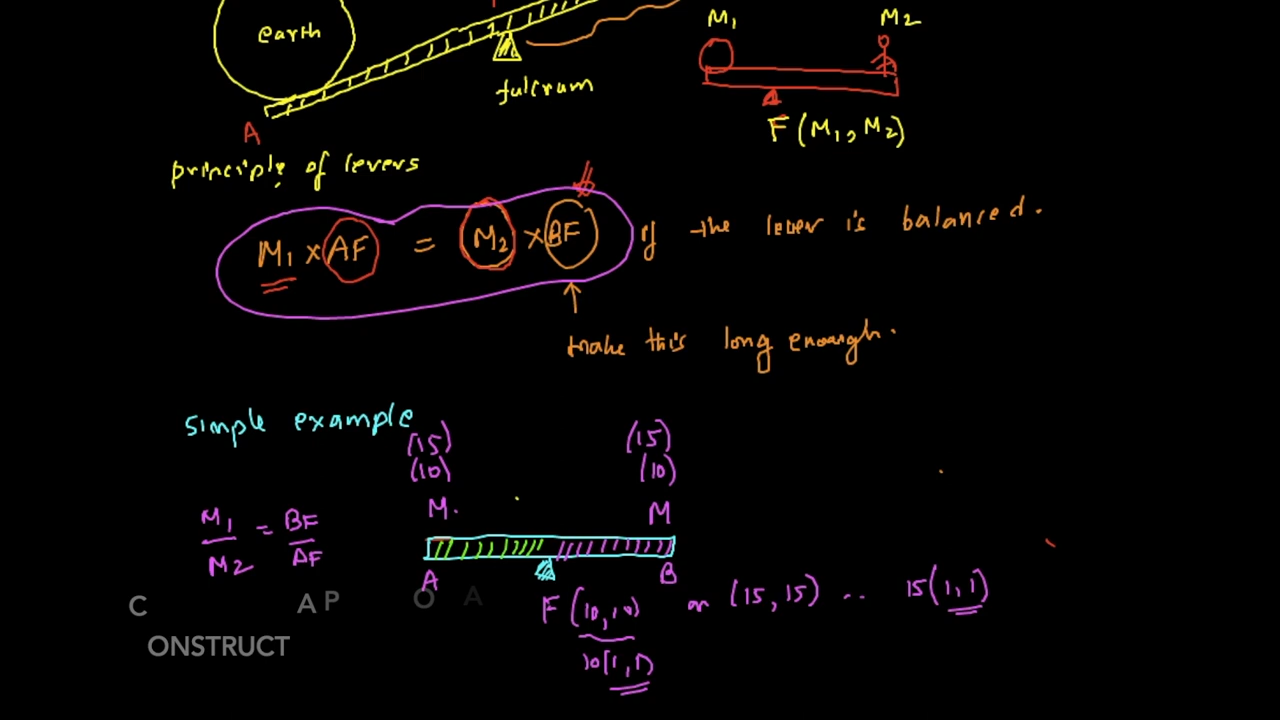 earth
M₁ M₂
fulcrum
A
F (M₁, M₂)
principle of levers
M₁ × AF = M₂ × BF if the lever is balanced.
make this long enough.
simple example
(15) (15)
(10) (10)
M. M
M₁/M₂ = BF/AF
A B
F (10,10) or (15,15) .. 15(1,1)
10(1,1)
C A P O A
ONSTRUCT